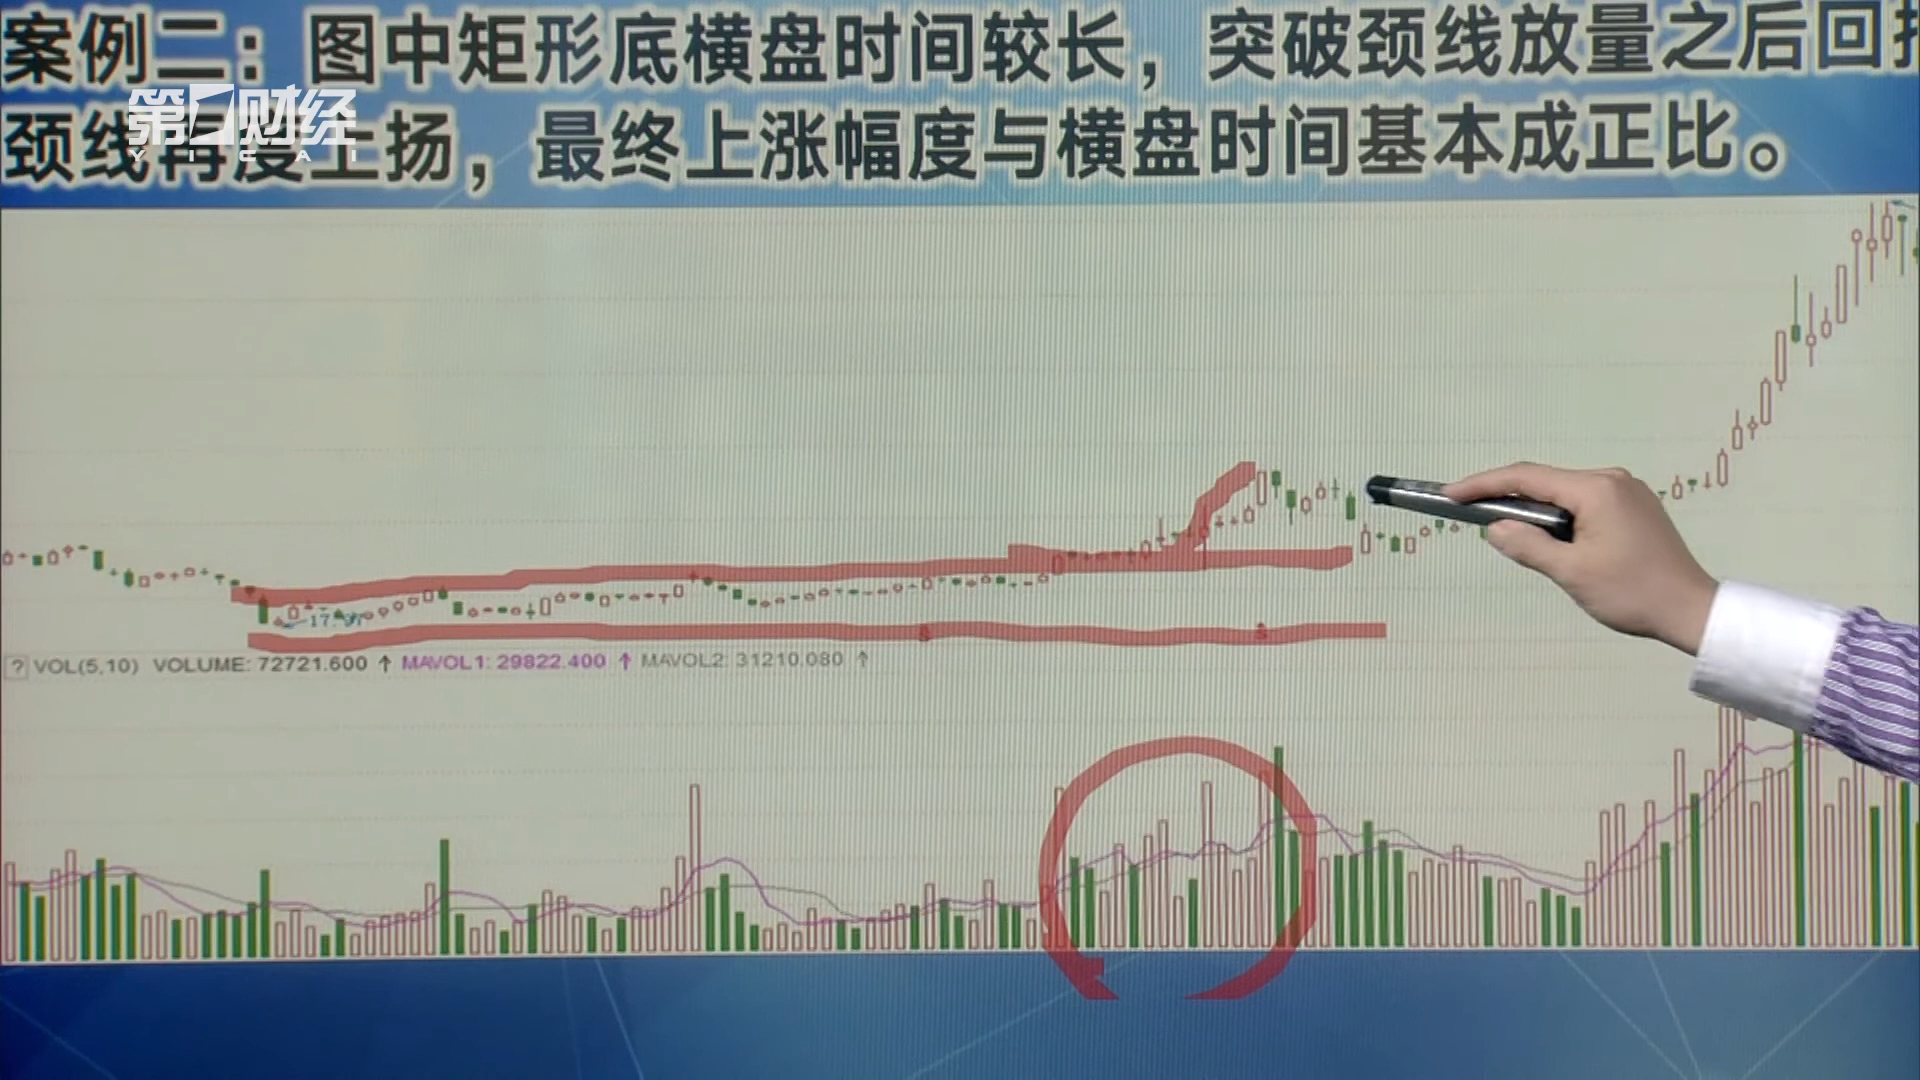 案例二：图中矩形底横盘时间较长，突破颈线放量之后回
颈线再度上扬，最终上涨幅度与横盘时间基本成正比。
第一财经
YICAI
17.97
? VOL(5,10) VOLUME: 72721.600 ↑ MAVOL1: 29822.400 ↑ MAVOL2: 31210.080 ↑